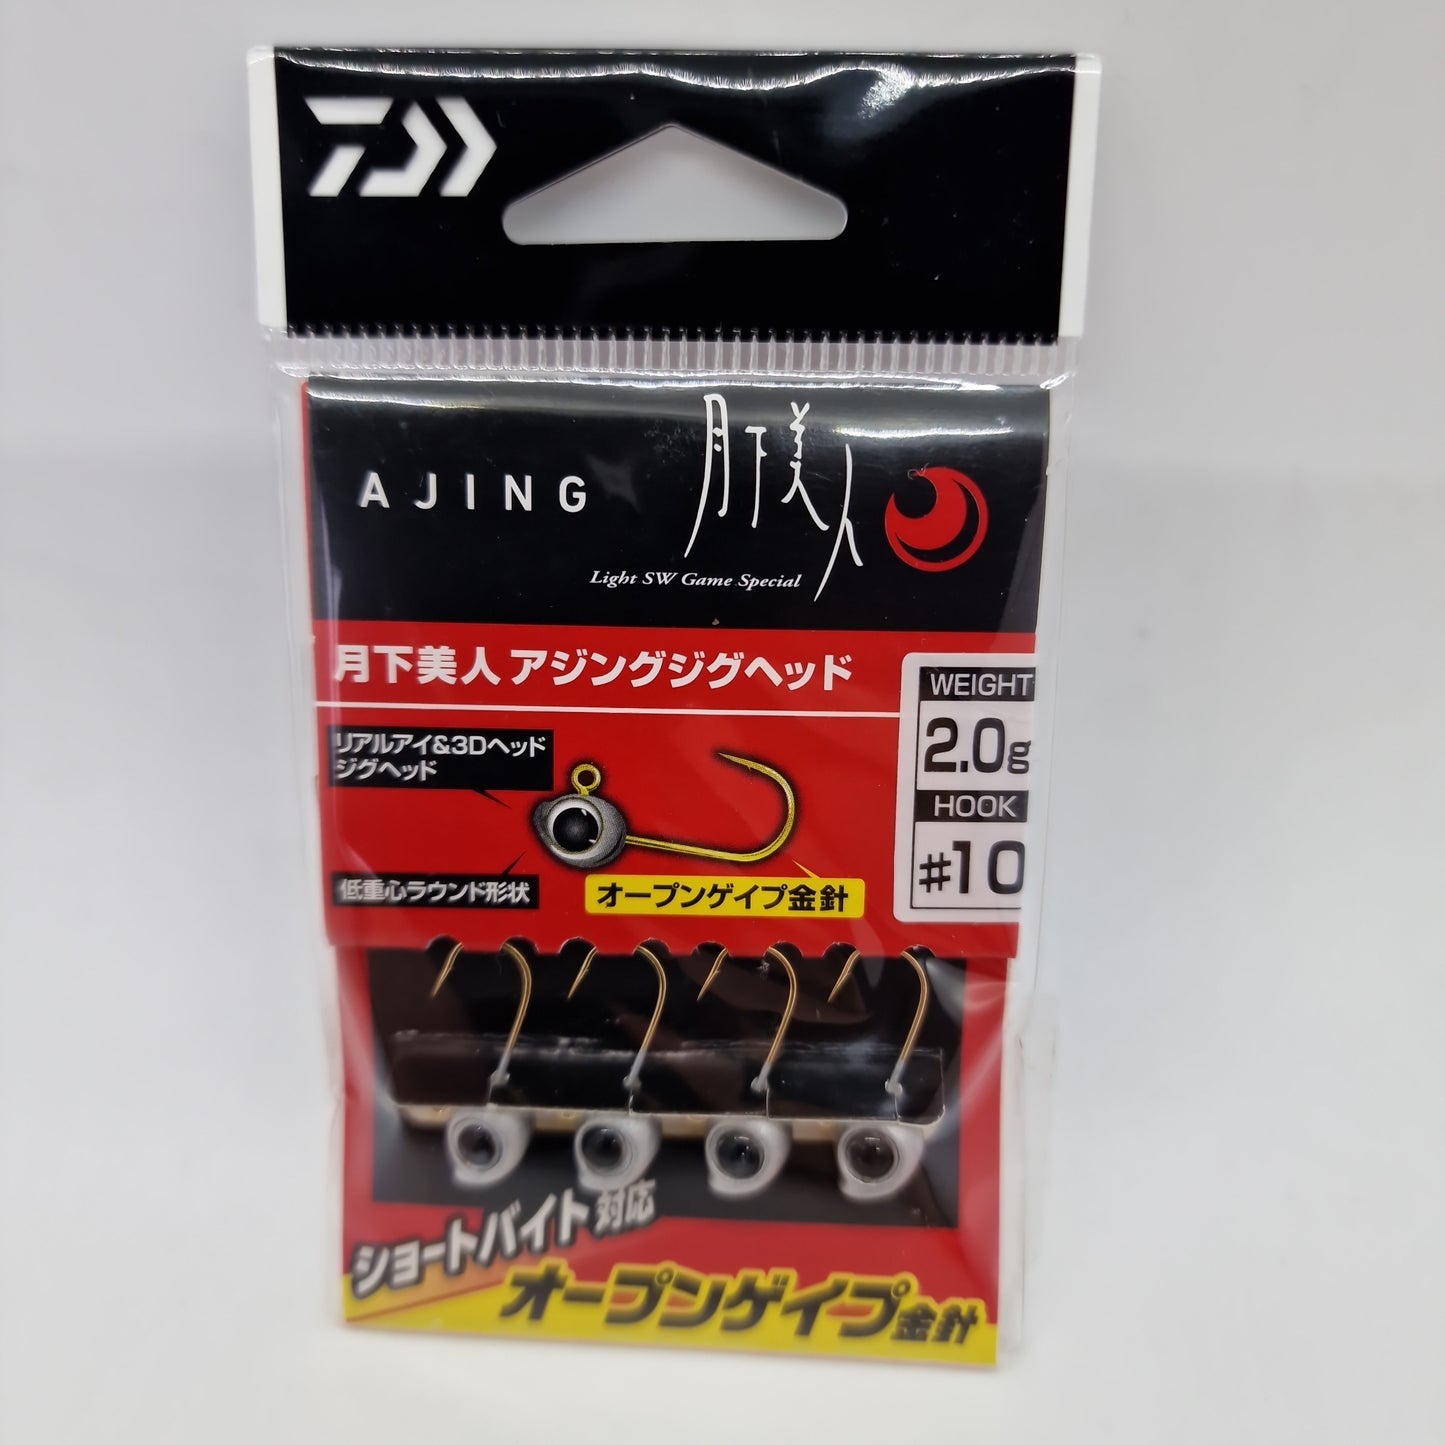 AJING
月下美人
Light SW Game Special
月下美人アジングジグヘッド
リアルアイ&3Dヘッド
ジグヘッド
低重心ラウンド形状
オープンゲイプ金針
WEIGHT
2.0g
HOOK
#10
ショートバイト対応
オープンゲイプ金針